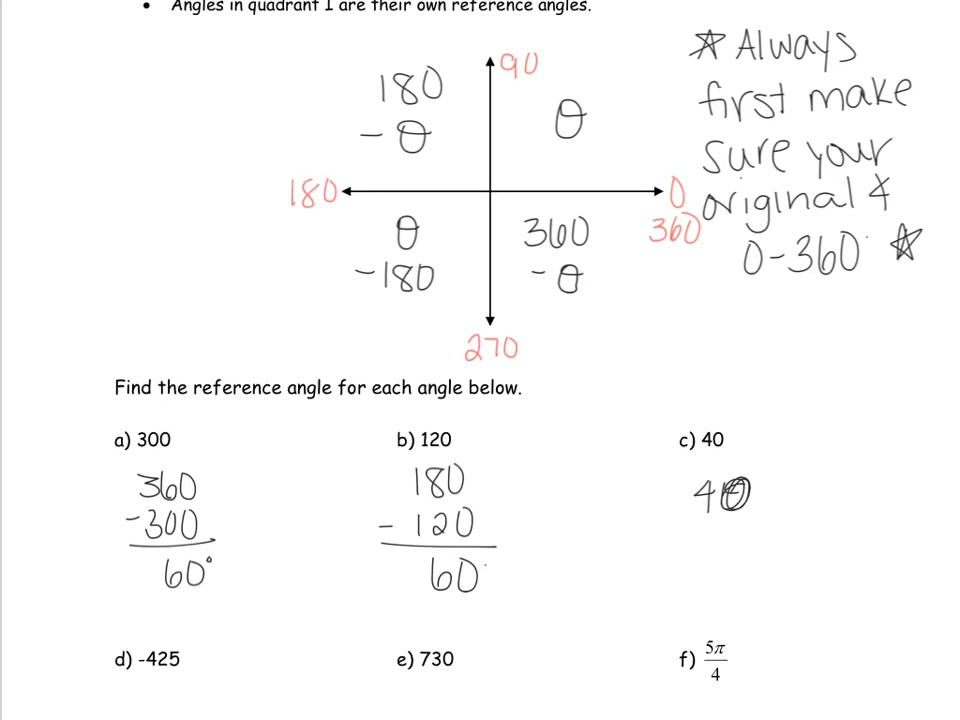 • Angles in quadrant I are their own reference angles.
90
180
- θ
θ
☆ Always
first make
sure your
original ∡
0-360° ☆
180
0
360
θ
-180
360
- θ
270
Find the reference angle for each angle below.
a) 300
b) 120
c) 40
360
-300
60°
180
- 120
60°
40
d) -425
e) 730
f) 5π/4